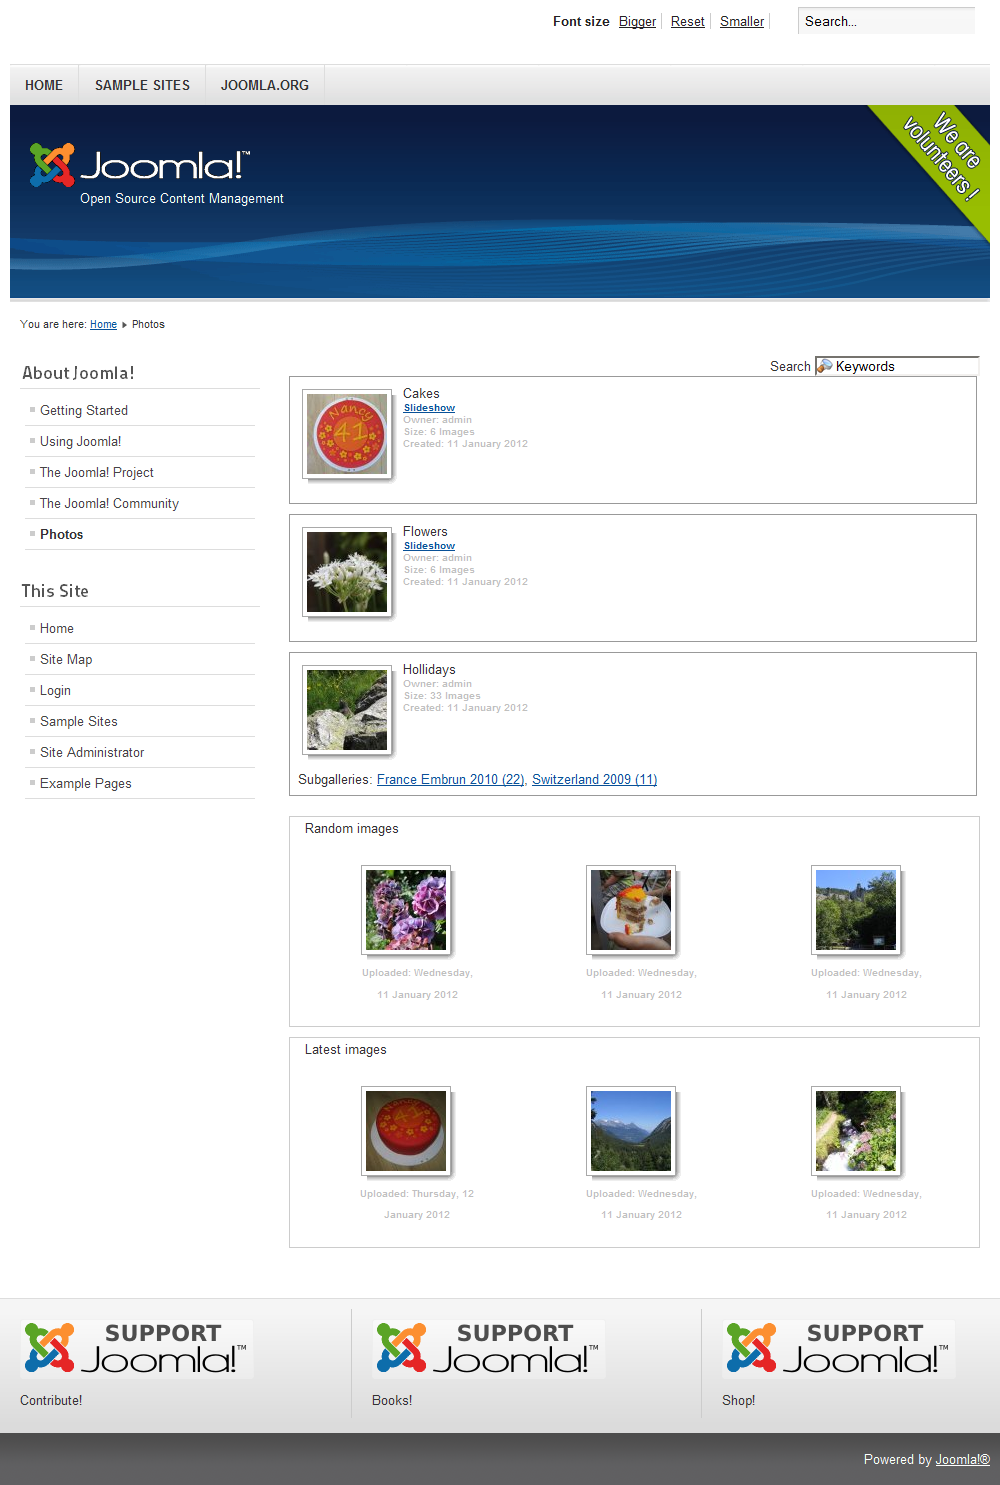 Font size Bigger Reset Smaller Search...
HOME SAMPLE SITES JOOMLA.ORG
We are
volunteers !
Joomla!™
Open Source Content Management
You are here: Home Photos
About Joomla!
Getting Started
Using Joomla!
The Joomla! Project
The Joomla! Community
Photos
This Site
Home
Site Map
Login
Sample Sites
Site Administrator
Example Pages
Search Keywords
Nancy
41
Cakes
Slideshow
Owner: admin
Size: 6 Images
Created: 11 January 2012
Flowers
Slideshow
Owner: admin
Size: 6 Images
Created: 11 January 2012
Hollidays
Owner: admin
Size: 33 Images
Created: 11 January 2012
Subgalleries: France Embrun 2010 (22), Switzerland 2009 (11)
Random images
Uploaded: Wednesday,
11 January 2012
Uploaded: Wednesday,
11 January 2012
Uploaded: Wednesday,
11 January 2012
Latest images
Nancy
41
Uploaded: Thursday, 12
January 2012
Uploaded: Wednesday,
11 January 2012
Uploaded: Wednesday,
11 January 2012
SUPPORT
Joomla!™
Contribute!
SUPPORT
Joomla!™
Books!
SUPPORT
Joomla!™
Shop!
Powered by Joomla!®